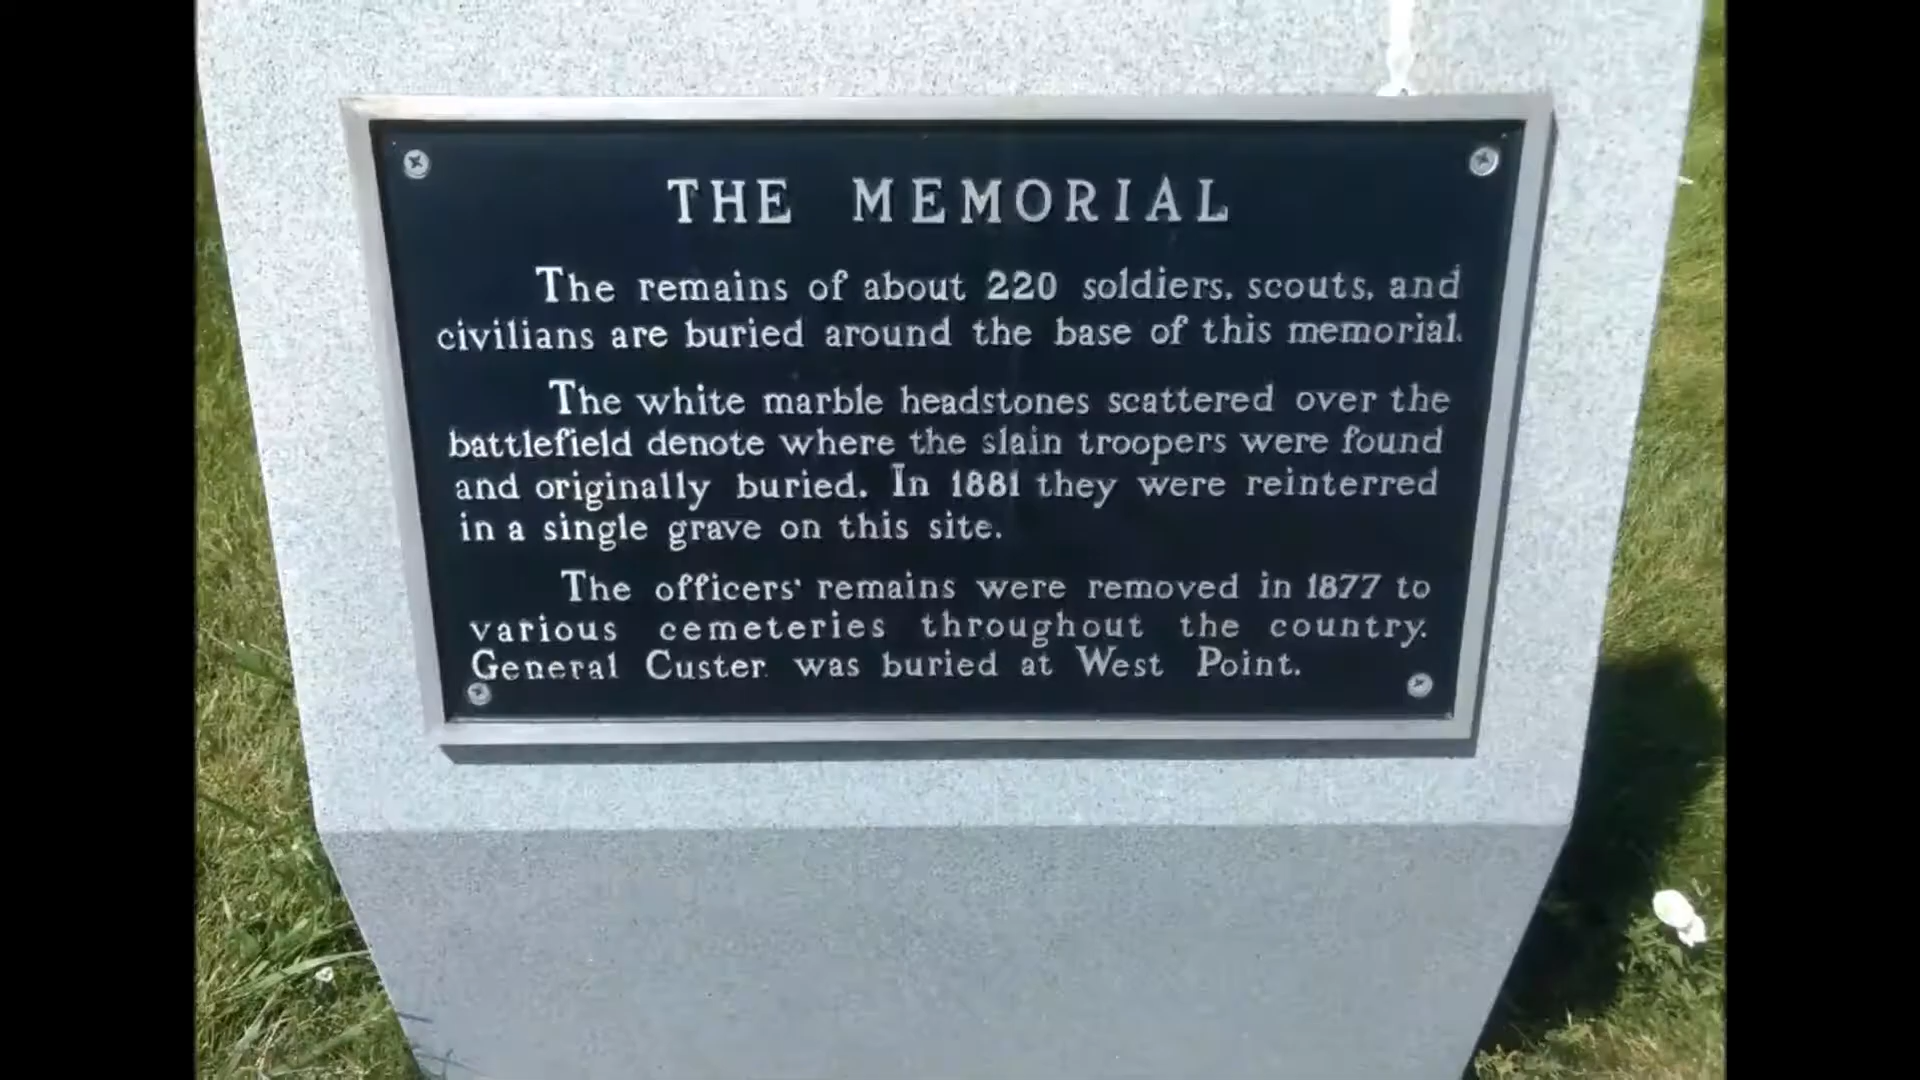 THE MEMORIAL
The remains of about 220 soldiers, scouts, and
civilians are buried around the base of this memorial.
The white marble headstones scattered over the
battlefield denote where the slain troopers were found
and originally buried. In 1881 they were reinterred
in a single grave on this site.
The officers' remains were removed in 1877 to
various cemeteries throughout the country.
General Custer was buried at West Point.